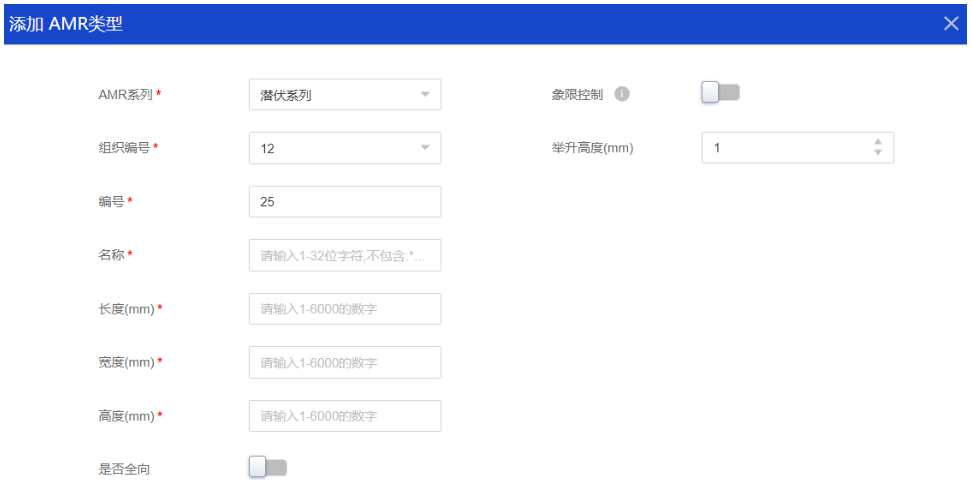 添加 AMR类型
AMR系列 *
潜伏系列
象限控制
组织编号 *
12
举升高度(mm)
1
编号 *
25
名称 *
请输入1-32位字符,不包含:*...
长度(mm) *
请输入1-6000的数字
宽度(mm) *
请输入1-6000的数字
高度(mm) *
请输入1-6000的数字
是否全向